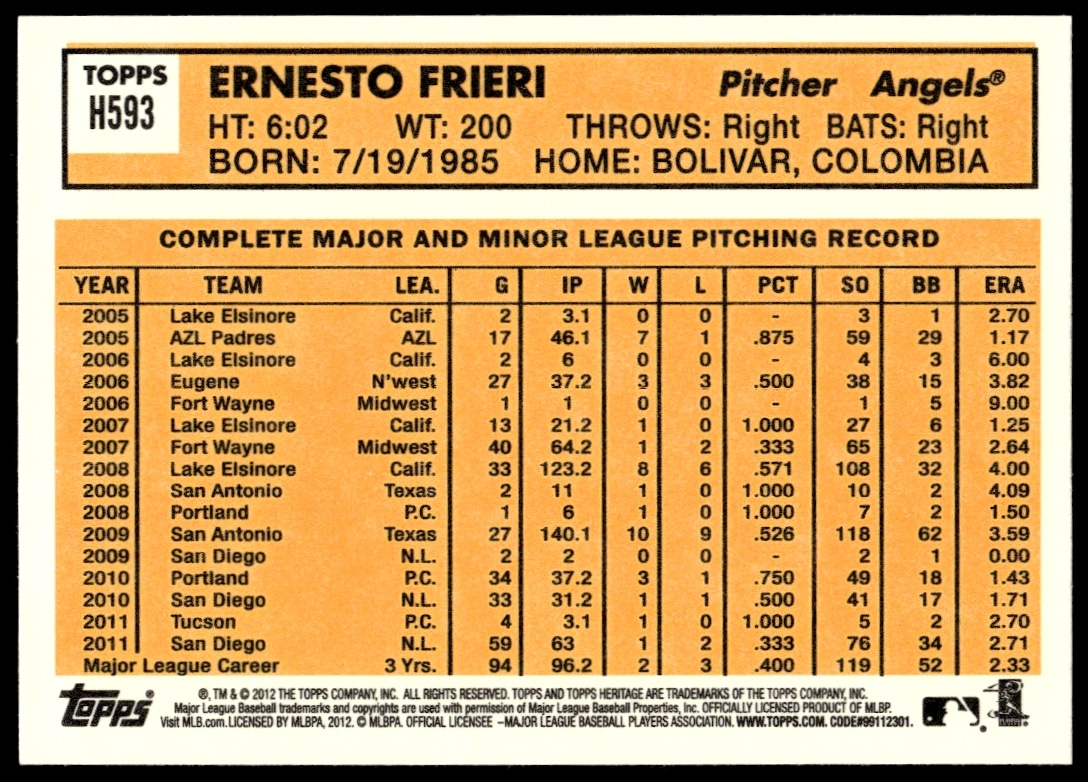 TOPPS
H593
ERNESTO FRIERI Pitcher Angels®
HT: 6:02 WT: 200 THROWS: Right BATS: Right
BORN: 7/19/1985 HOME: BOLIVAR, COLOMBIA
COMPLETE MAJOR AND MINOR LEAGUE PITCHING RECORD
YEAR TEAM LEA. G IP W L PCT SO BB ERA
2005 Lake Elsinore Calif. 2 3.1 0 0 - 3 1 2.70
2005 AZL Padres AZL 17 46.1 7 1 .875 59 29 1.17
2006 Lake Elsinore Calif. 2 6 0 0 - 4 3 6.00
2006 Eugene N'west 27 37.2 3 3 .500 38 15 3.82
2006 Fort Wayne Midwest 1 1 0 0 - 1 5 9.00
2007 Lake Elsinore Calif. 13 21.2 1 0 1.000 27 6 1.25
2007 Fort Wayne Midwest 40 64.2 1 2 .333 65 23 2.64
2008 Lake Elsinore Calif. 33 123.2 8 6 .571 108 32 4.00
2008 San Antonio Texas 2 11 1 0 1.000 10 2 4.09
2008 Portland P.C. 1 6 1 0 1.000 7 2 1.50
2009 San Antonio Texas 27 140.1 10 9 .526 118 62 3.59
2009 San Diego N.L. 2 2 0 0 - 2 1 0.00
2010 Portland P.C. 34 37.2 3 1 .750 49 18 1.43
2010 San Diego N.L. 33 31.2 1 1 .500 41 17 1.71
2011 Tucson P.C. 4 3.1 1 0 1.000 5 2 2.70
2011 San Diego N.L. 59 63 1 2 .333 76 34 2.71
Major League Career 3 Yrs. 94 96.2 2 3 .400 119 52 2.33
Topps®
®, TM & © 2012 THE TOPPS COMPANY, INC. ALL RIGHTS RESERVED. TOPPS AND TOPPS HERITAGE ARE TRADEMARKS OF THE TOPPS COMPANY, INC.
Major League Baseball trademarks and copyrights are used with permission of Major League Baseball Properties, Inc. OFFICIALLY LICENSED PRODUCT OF MLBP.
Visit MLB.com. LICENSED BY MLBPA, 2012. © MLBPA. OFFICIAL LICENSEE –MAJOR LEAGUE BASEBALL PLAYERS ASSOCIATION. WWW.TOPPS.COM. CODE#99112301.